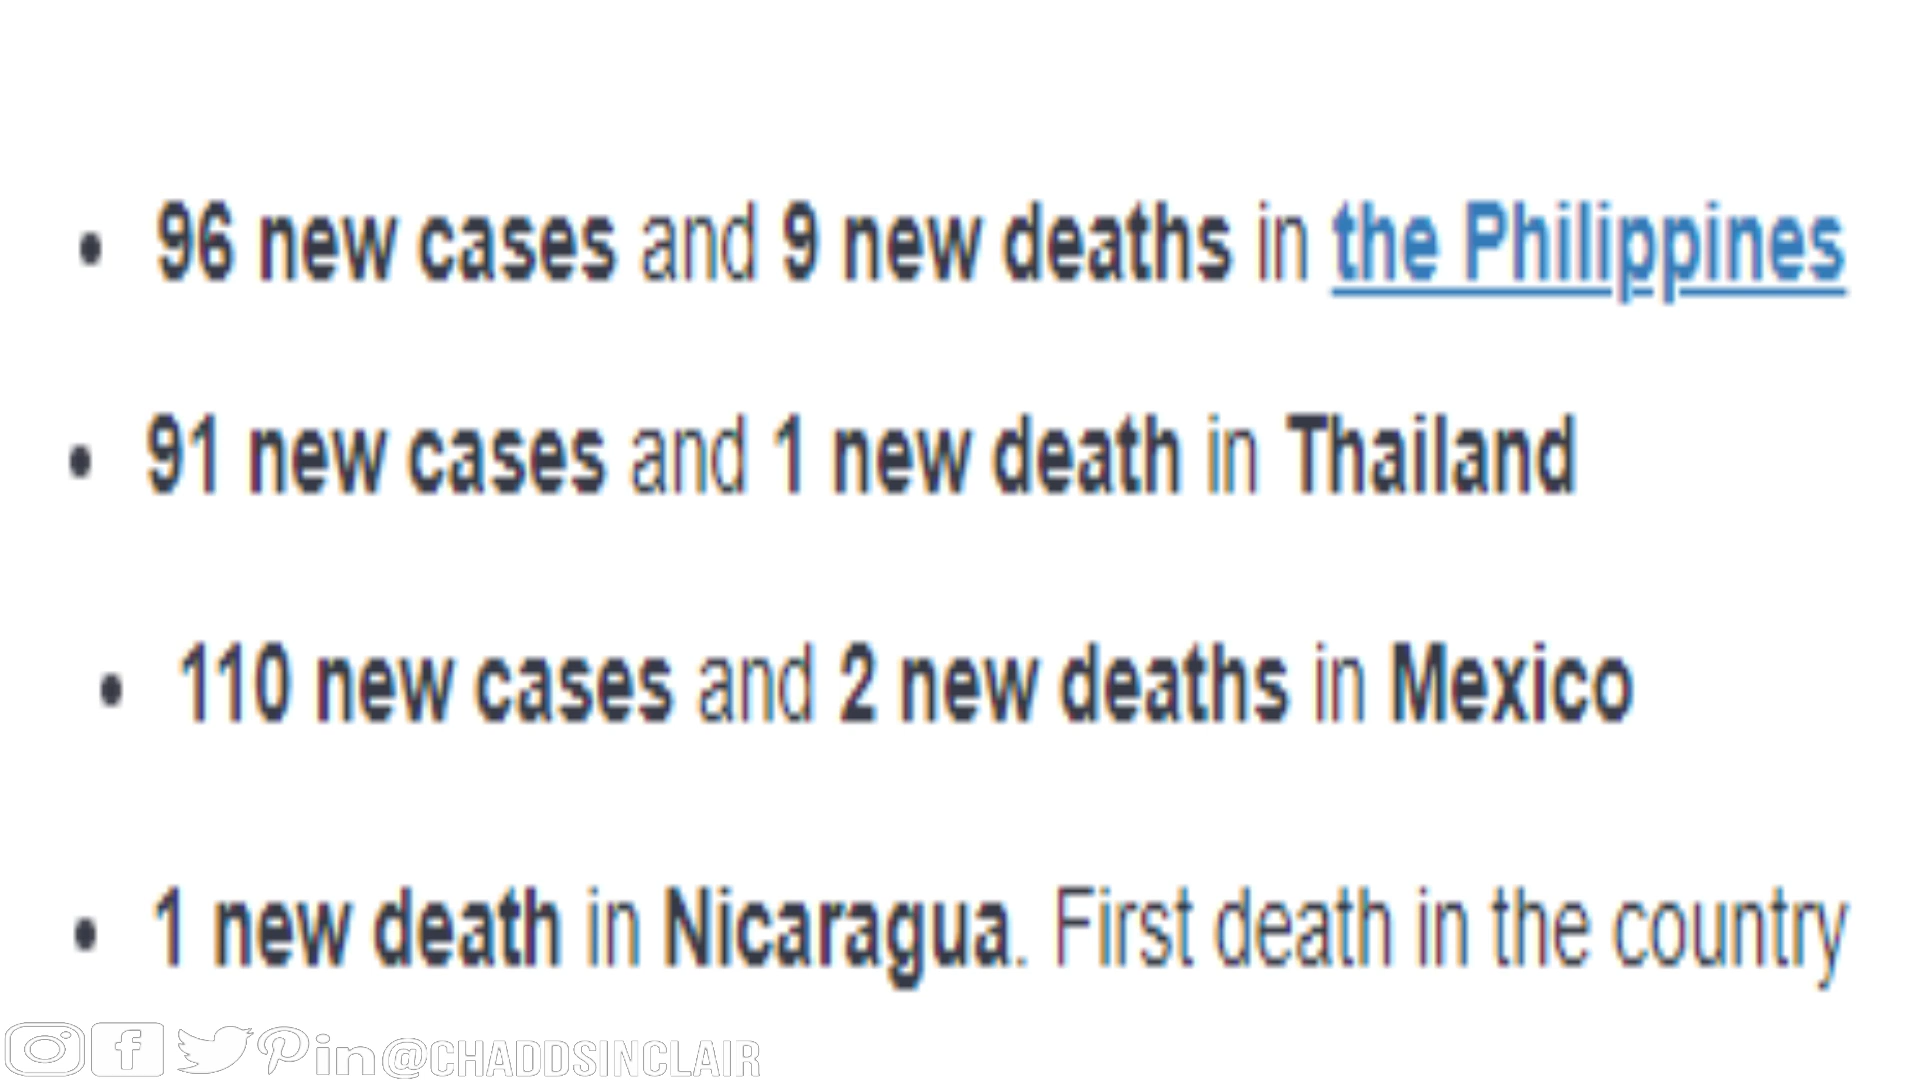 • 96 new cases and 9 new deaths in the Philippines
• 91 new cases and 1 new death in Thailand
• 110 new cases and 2 new deaths in Mexico
• 1 new death in Nicaragua. First death in the country
in@CHADDSINCLAIR